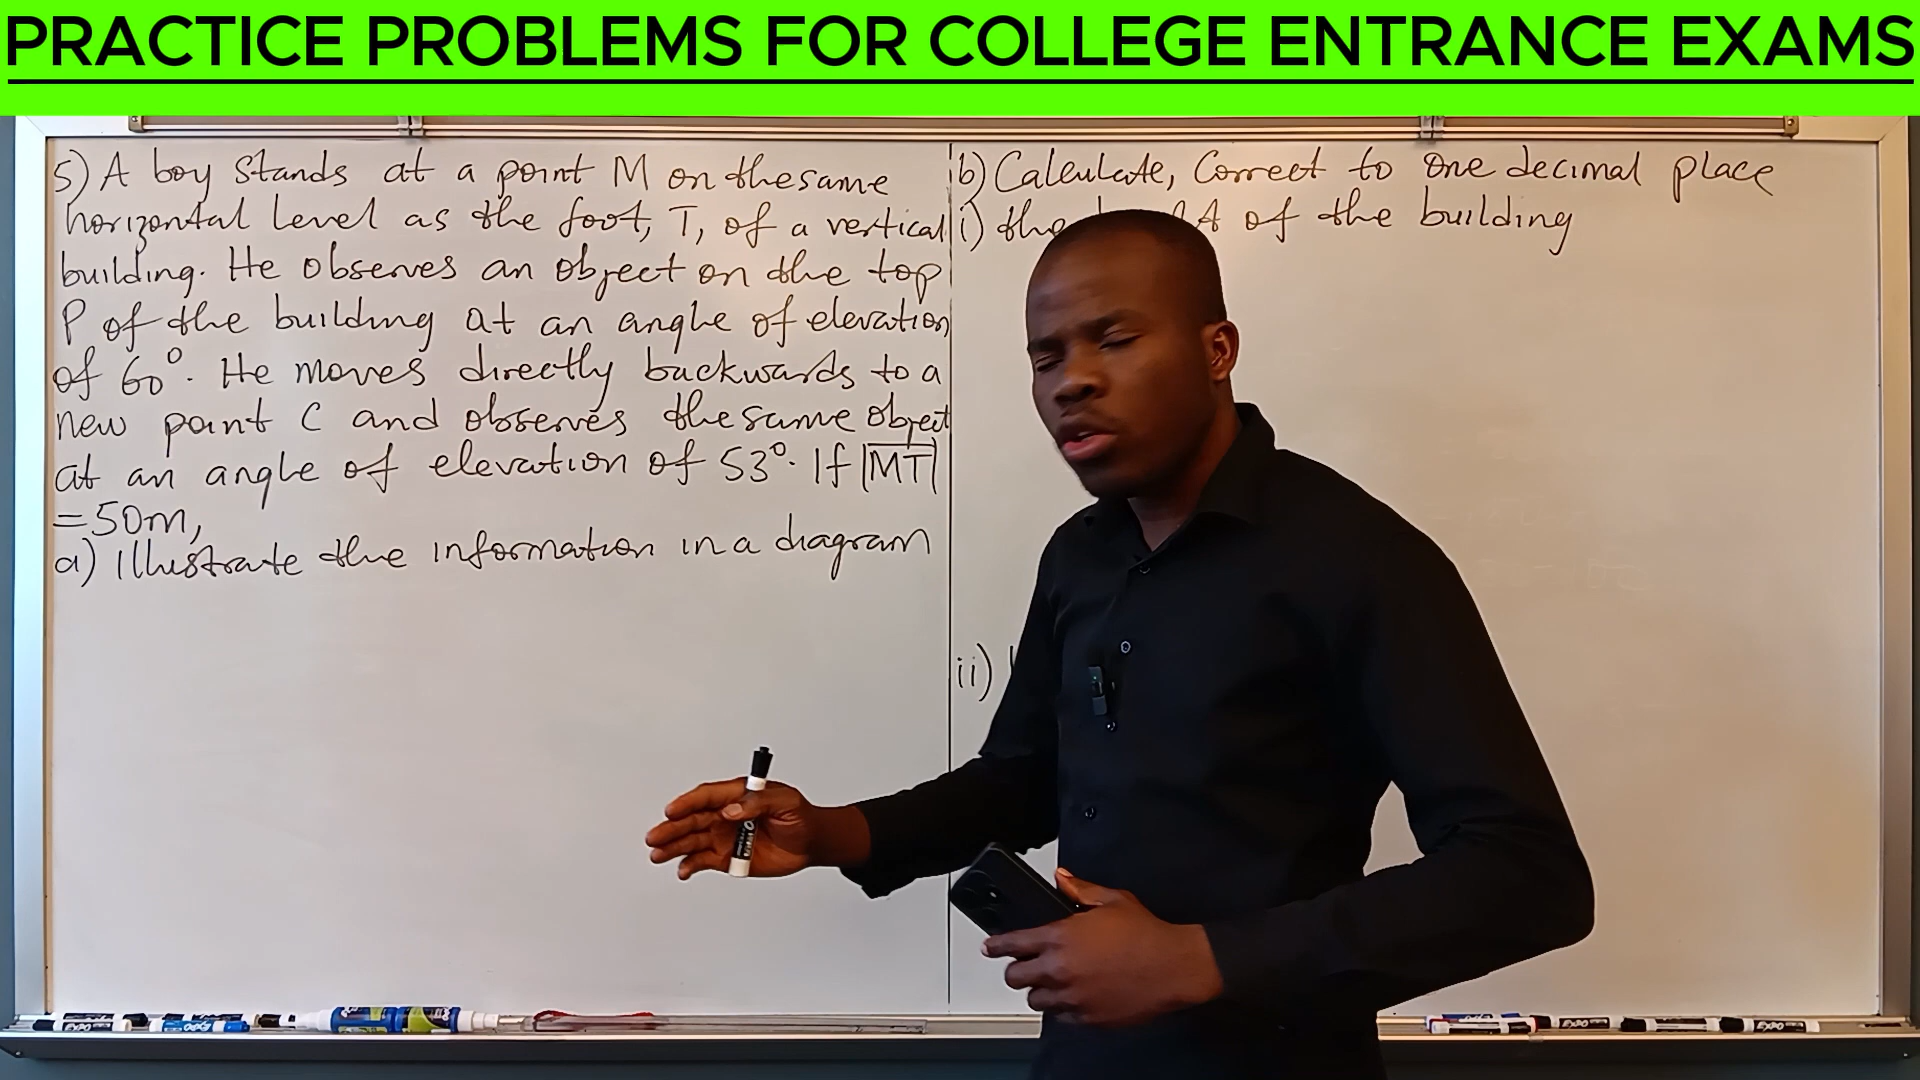 PRACTICE PROBLEMS FOR COLLEGE ENTRANCE EXAMS
5) A boy stands at a point M on the same
horizontal level as the foot, T, of a vertical
building. He observes an object on the top
P of the building at an angle of elevation
of 60°. He moves directly backwards to a
new point C and observes the same object
at an angle of elevation of 53°. If |MT|
=50m,
a) Illustrate the information in a diagram
b) Calculate, Correct to one decimal place
i) the of the building
ii)
EXPO
EXPO
EXPO
EXPO